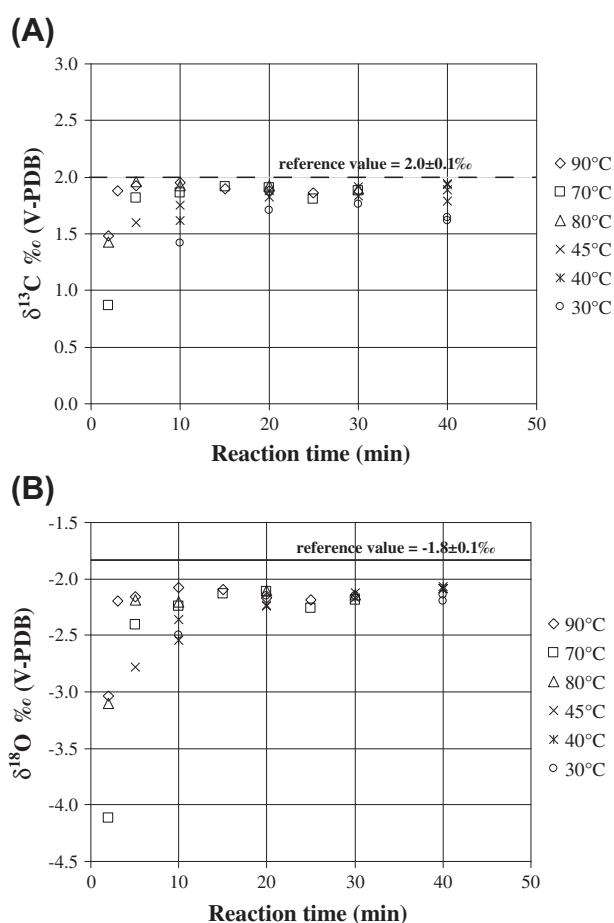 (A)
3.0
2.5
reference value = 2.0±0.1‰
2.0
1.5
1.0
0.5
0.0
δ¹³C ‰ (V-PDB)
0 10 20 30 40 50
Reaction time (min)
90°C
70°C
80°C
45°C
40°C
30°C
(B)
-1.5
reference value = -1.8±0.1‰
-2.0
-2.5
-3.0
-3.5
-4.0
-4.5
δ¹⁸O ‰ (V-PDB)
0 10 20 30 40 50
Reaction time (min)
90°C
70°C
80°C
45°C
40°C
30°C